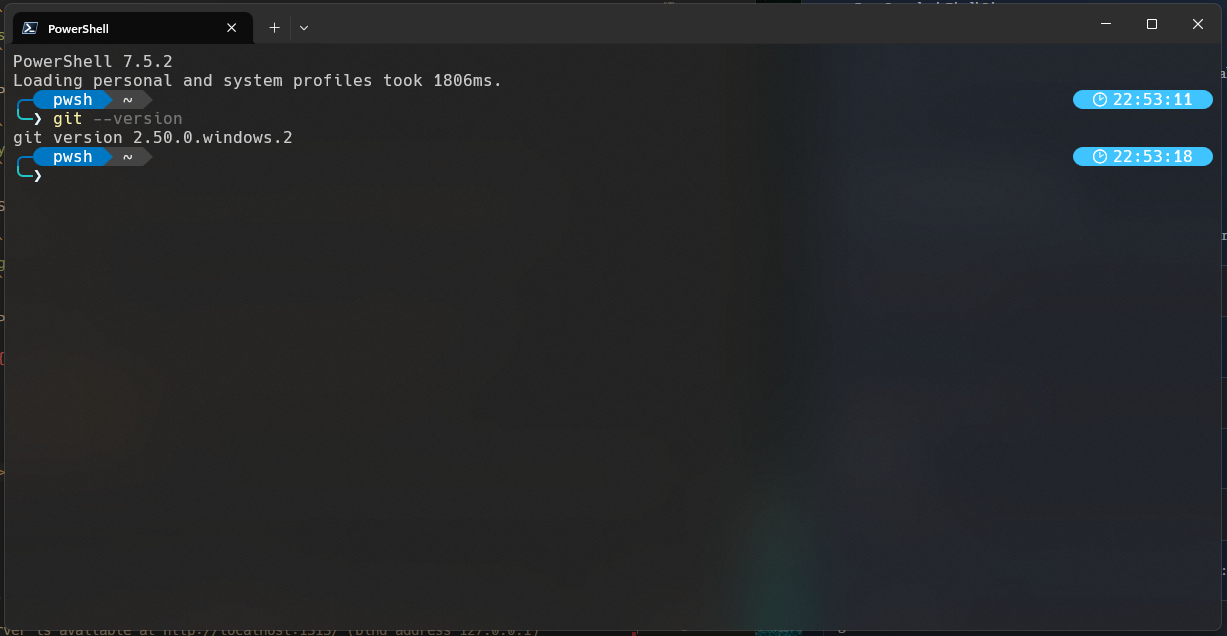 PowerShell
PowerShell 7.5.2
Loading personal and system profiles took 1806ms.
pwsh ~ 22:53:11
❯ git --version
git version 2.50.0.windows.2
pwsh ~ 22:53:18
❯
ver is available at http://localhost:1313/ (bind address 127.0.0.1)